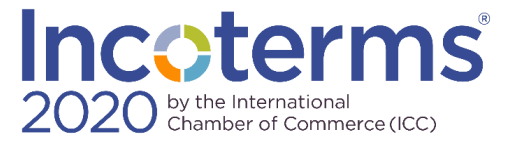 Incoterms®
2020 by the International
Chamber of Commerce (ICC)